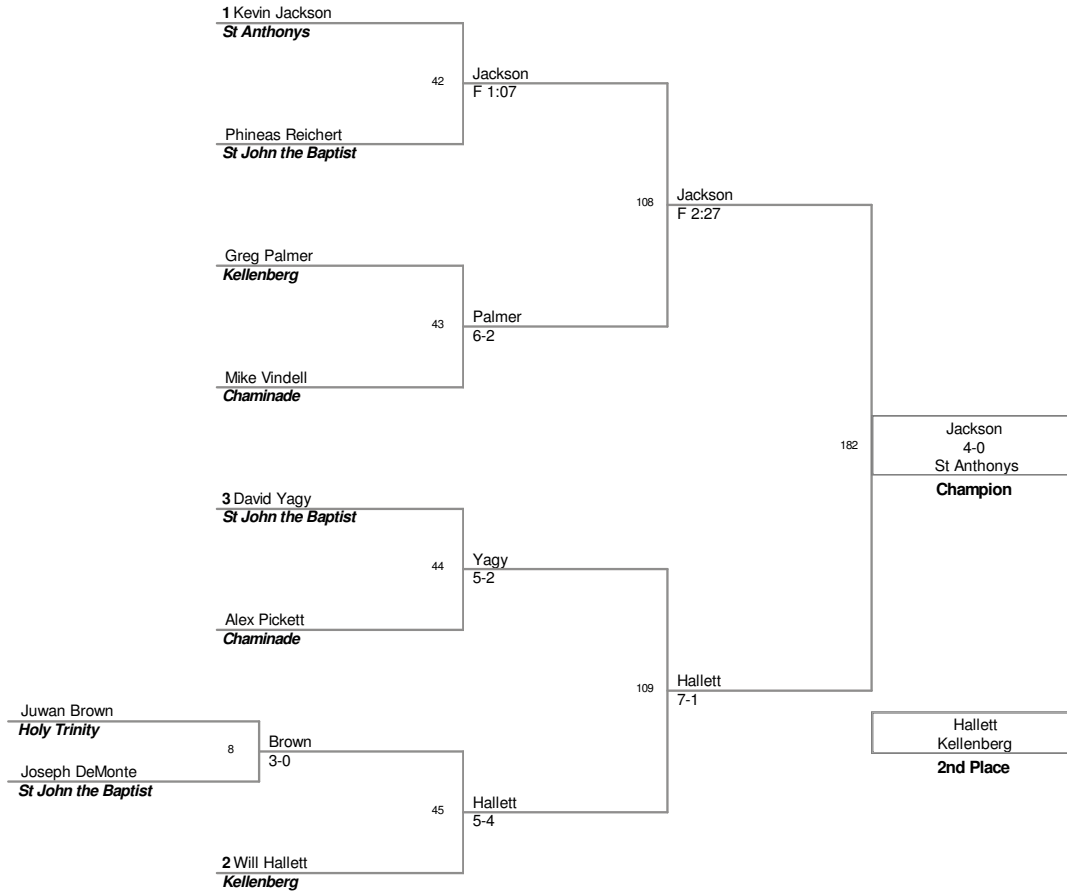 1 Kevin Jackson
St Anthonys
42
Jackson
F 1:07
Phineas Reichert
St John the Baptist
108
Jackson
F 2:27
Greg Palmer
Kellenberg
43
Palmer
6-2
Mike Vindell
Chaminade
182
Jackson
4-0
St Anthonys
Champion
3 David Yagy
St John the Baptist
44
Yagy
5-2
Alex Pickett
Chaminade
109
Hallett
7-1
Juwan Brown
Holy Trinity
8
Brown
3-0
Joseph DeMonte
St John the Baptist
45
Hallett
5-4
2 Will Hallett
Kellenberg
Hallett
Kellenberg
2nd Place